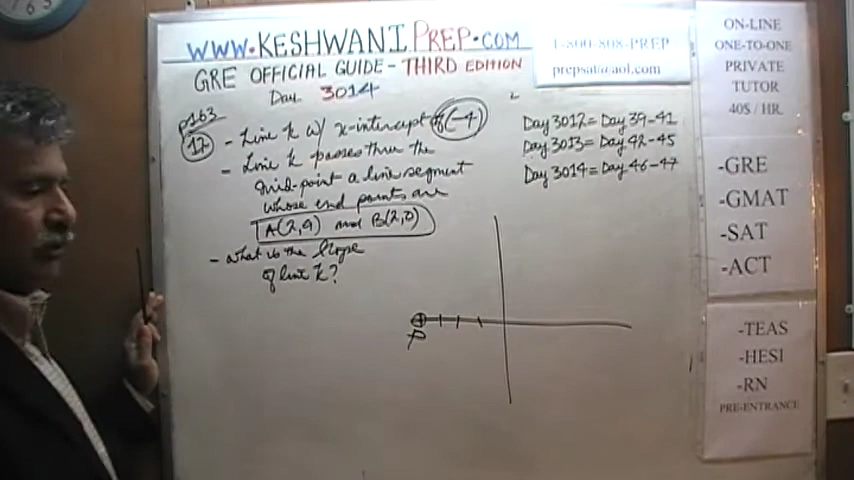 WWW.KESHWANIPREP.COM
GRE OFFICIAL GUIDE - THIRD EDITION
Day 3014
1-800-808-PREP
prepsat@aol.com
P163
12 - Line k w/ x-intercept of (-4)
- Line k passes thru the
mid-point a line segment
whose end points are
A(2,9) and B(2,0)
- what is the slope
of line k?
Day 3012 = Day 39-41
Day 3013 = Day 42-45
Day 3014 = Day 46-47
P
ON-LINE
ONE-TO-ONE
PRIVATE
TUTOR
40$ / HR.
-GRE
-GMAT
-SAT
-ACT
-TEAS
-HESI
-RN
PRE-ENTRANCE